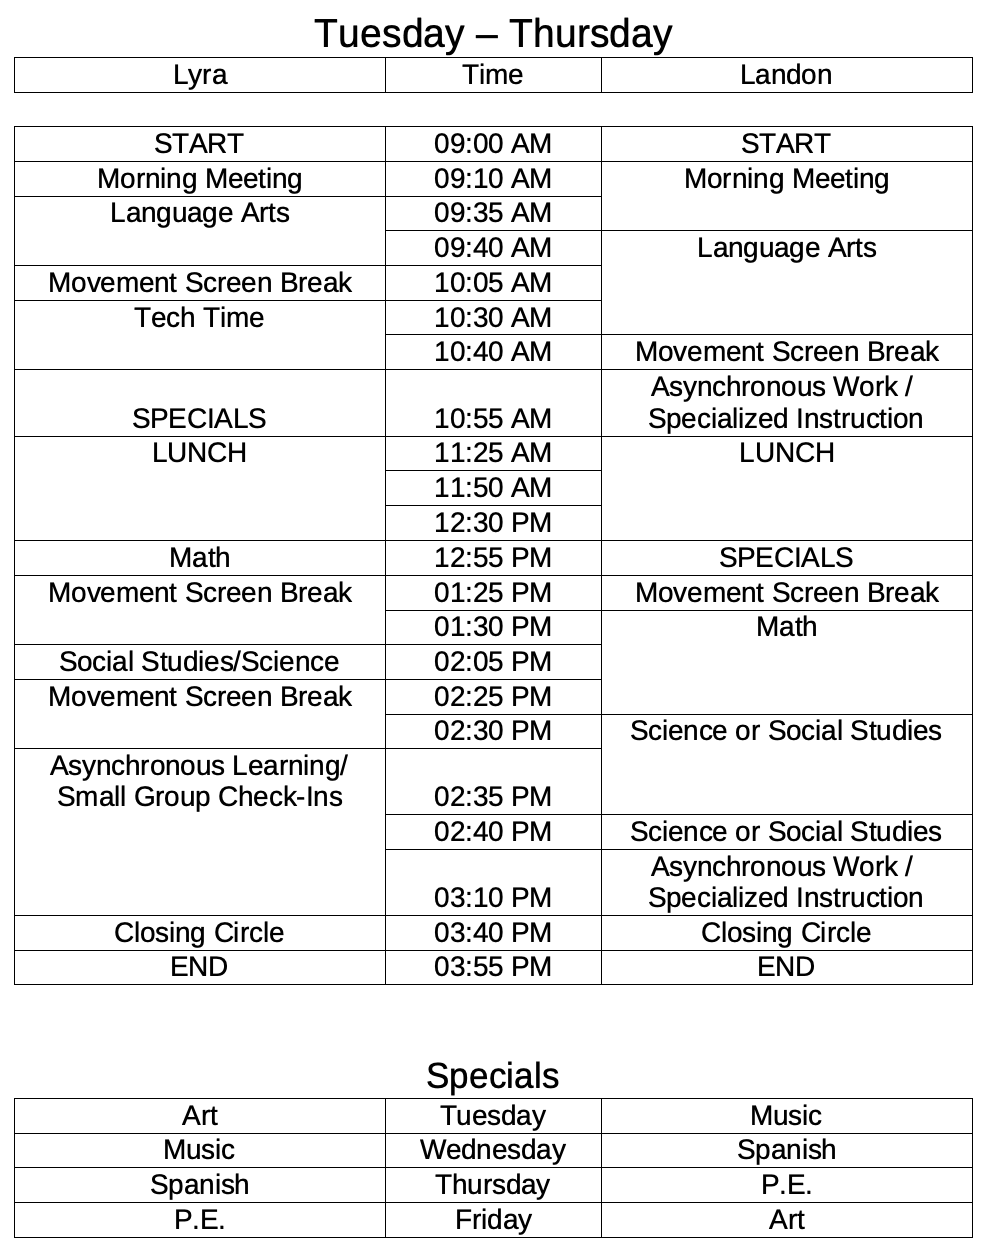 Tuesday – Thursday
Lyra Time Landon
START 09:00 AM START
Morning Meeting 09:10 AM Morning Meeting
Language Arts 09:35 AM
09:40 AM Language Arts
Movement Screen Break 10:05 AM
Tech Time 10:30 AM
10:40 AM Movement Screen Break
Asynchronous Work /
SPECIALS 10:55 AM Specialized Instruction
LUNCH 11:25 AM LUNCH
11:50 AM
12:30 PM
Math 12:55 PM SPECIALS
Movement Screen Break 01:25 PM Movement Screen Break
01:30 PM Math
Social Studies/Science 02:05 PM
Movement Screen Break 02:25 PM
02:30 PM Science or Social Studies
Asynchronous Learning/
Small Group Check-Ins 02:35 PM
02:40 PM Science or Social Studies
Asynchronous Work /
03:10 PM Specialized Instruction
Closing Circle 03:40 PM Closing Circle
END 03:55 PM END
Specials
Art Tuesday Music
Music Wednesday Spanish
Spanish Thursday P.E.
P.E. Friday Art